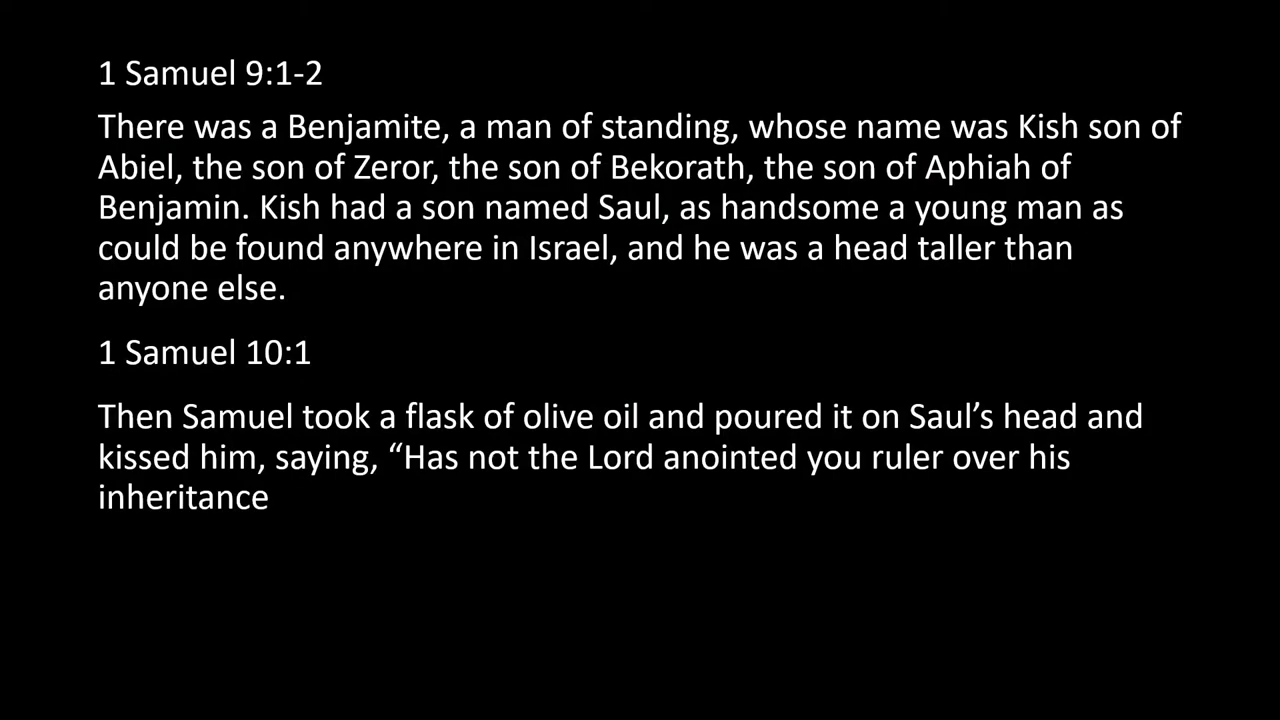 1 Samuel 9:1-2
There was a Benjamite, a man of standing, whose name was Kish son of
Abiel, the son of Zeror, the son of Bekorath, the son of Aphiah of
Benjamin. Kish had a son named Saul, as handsome a young man as
could be found anywhere in Israel, and he was a head taller than
anyone else.
1 Samuel 10:1
Then Samuel took a flask of olive oil and poured it on Saul’s head and
kissed him, saying, “Has not the Lord anointed you ruler over his
inheritance